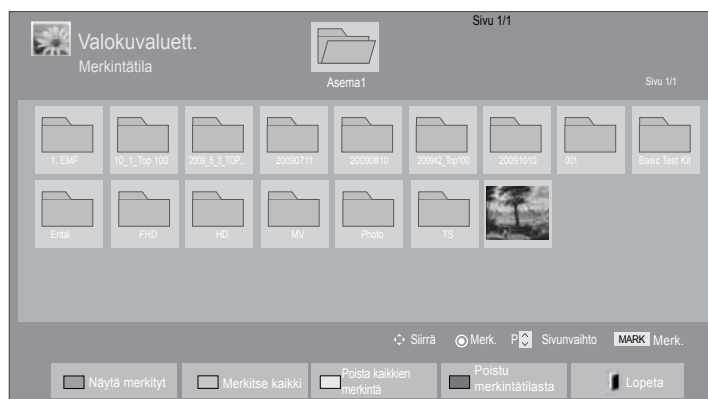 Sivu 1/1
Valokuvaluett.
Merkintätila
Asema1
Sivu 1/1
1. EMF
10_1_Top 100
2009_5_3_TOP...
20090711
20090810
200942_Top100
20091010
001
Basic Test Kit
Ental
FHD
HD
MV
Photo
TS
Siirrä
Merk.
P
Sivunvaihto
MARK Merk.
Näytä merkityt
Merkitse kaikki
Poista kaikkien
merkintä
Poistu
merkintätilasta
Lopeta